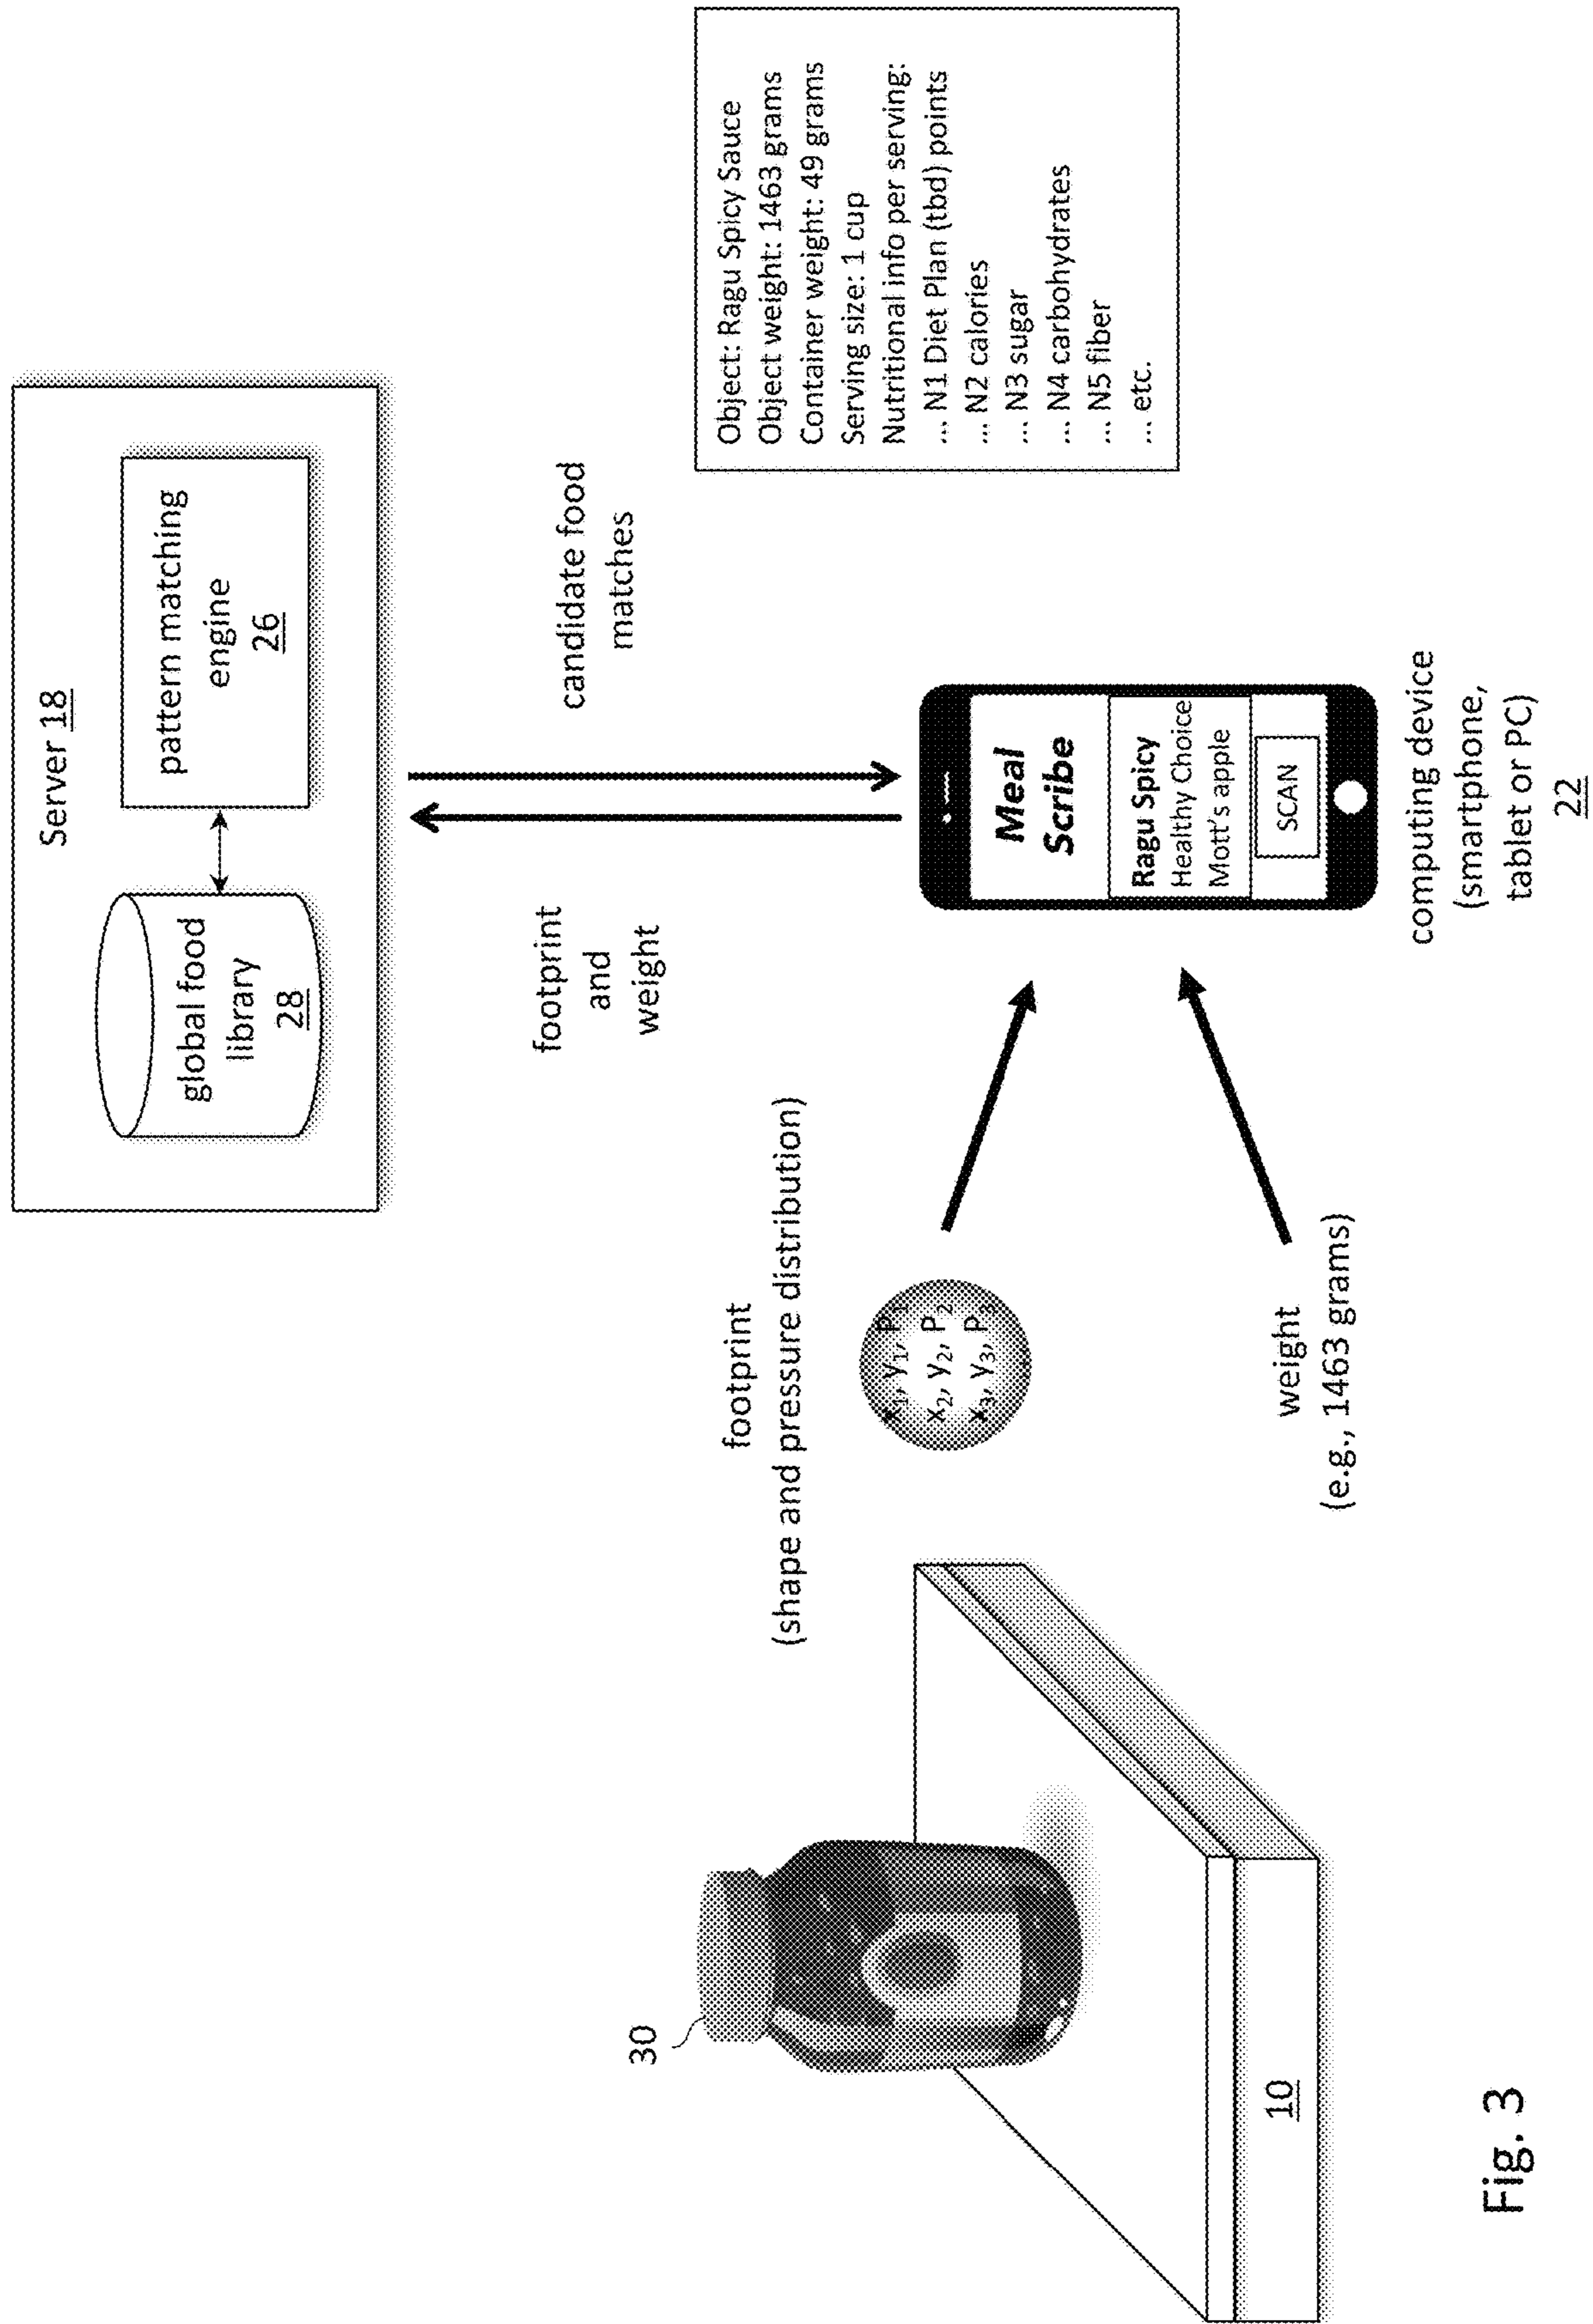 Server 18
global food
library
28
pattern matching
engine
26
footprint
and
weight
candidate food
matches
30
10
footprint
(shape and pressure distribution)
x₁, y₁, P₁
x₂, y₂, P₂
x₃, y₃, P₃
weight
(e.g., 1463 grams)
Meal
Scribe
Ragu Spicy
Healthy Choice
Mott's apple
SCAN
computing device
(smartphone,
tablet or PC)
22
Object: Ragu Spicy Sauce
Object weight: 1463 grams
Container weight: 49 grams
Serving size: 1 cup
Nutritional info per serving:
... N1 Diet Plan (tbd) points
... N2 calories
... N3 sugar
... N4 carbohydrates
... N5 fiber
... etc.
Fig. 3